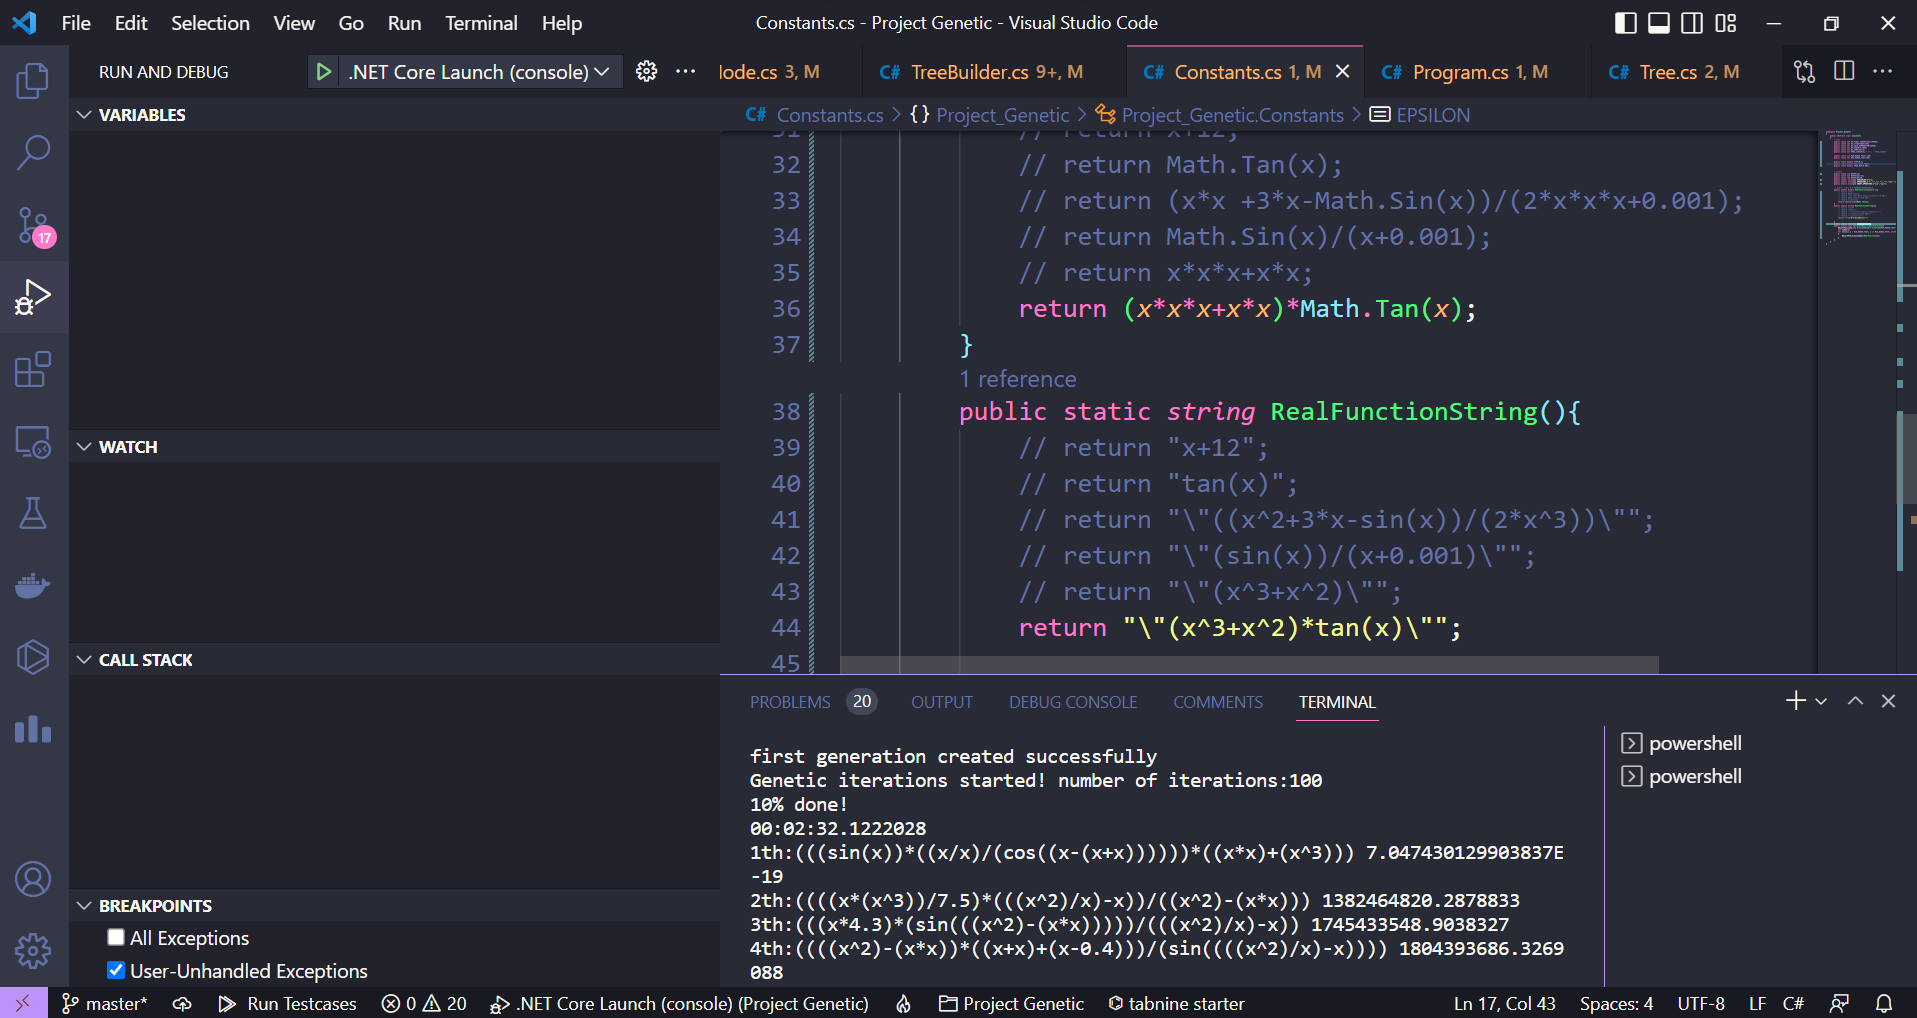 File Edit Selection View Go Run Terminal Help
Constants.cs - Project Genetic - Visual Studio Code
RUN AND DEBUG
.NET Core Launch (console)
lode.cs 3, M
C# TreeBuilder.cs 9+, M
C# Constants.cs 1, M
C# Program.cs 1, M
C# Tree.cs 2, M
C# Constants.cs > {} Project_Genetic > Project_Genetic.Constants > EPSILON
VARIABLES
WATCH
CALL STACK
BREAKPOINTS
All Exceptions
User-Unhandled Exceptions
17
31 // return x+12;
32 // return Math.Tan(x);
33 // return (x*x +3*x-Math.Sin(x))/(2*x*x*x+0.001);
34 // return Math.Sin(x)/(x+0.001);
35 // return x*x*x+x*x;
36 return (x*x*x+x*x)*Math.Tan(x);
37 }
1 reference
38 public static string RealFunctionString(){
39 // return "x+12";
40 // return "tan(x)";
41 // return "\"((x^2+3*x-sin(x))/(2*x^3))\"";
42 // return "\"(sin(x))/(x+0.001)\"";
43 // return "\"(x^3+x^2)\"";
44 return "\"(x^3+x^2)*tan(x)\"";
45
PROBLEMS 20 OUTPUT DEBUG CONSOLE COMMENTS TERMINAL
first generation created successfully
Genetic iterations started! number of iterations:100
10% done!
00:02:32.1222028
1th:(((sin(x))*((x/x)/(cos((x-(x+x))))))*((x*x)+(x^3))) 7.047430129903837E
-19
2th:((((x*(x^3))/7.5)*(((x^2)/x)-x))/((x^2)-(x*x))) 1382464820.2878833
3th:(((x*4.3)*(sin(((x^2)-(x*x)))))/(((x^2)/x)-x)) 1745433548.9038327
4th:((((x^2)-(x*x))*((x+x)+(x-0.4)))/(sin((((x^2)/x)-x)))) 1804393686.3269
088
powershell
powershell
master* Run Testcases 0 20 .NET Core Launch (console) (Project Genetic) Project Genetic tabnine starter Ln 17, Col 43 Spaces: 4 UTF-8 LF C#